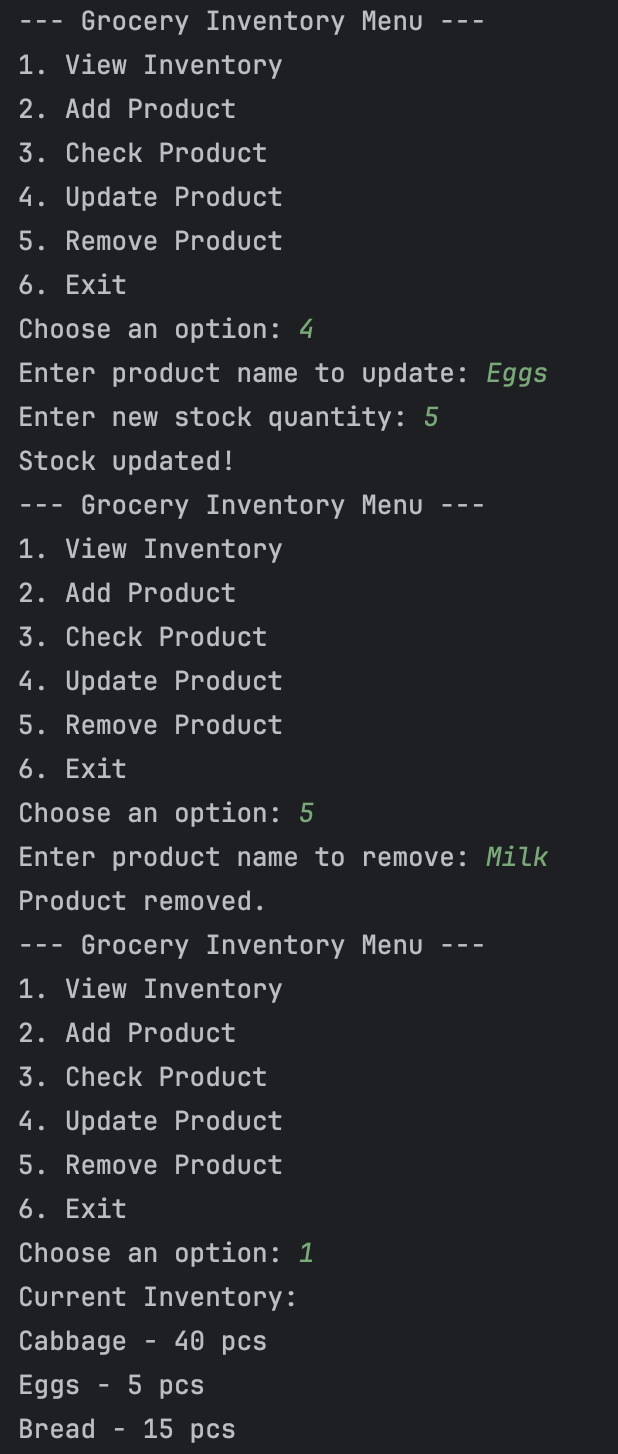 --- Grocery Inventory Menu ---
1. View Inventory
2. Add Product
3. Check Product
4. Update Product
5. Remove Product
6. Exit
Choose an option: 4
Enter product name to update: Eggs
Enter new stock quantity: 5
Stock updated!
--- Grocery Inventory Menu ---
1. View Inventory
2. Add Product
3. Check Product
4. Update Product
5. Remove Product
6. Exit
Choose an option: 5
Enter product name to remove: Milk
Product removed.
--- Grocery Inventory Menu ---
1. View Inventory
2. Add Product
3. Check Product
4. Update Product
5. Remove Product
6. Exit
Choose an option: 1
Current Inventory:
Cabbage - 40 pcs
Eggs - 5 pcs
Bread - 15 pcs